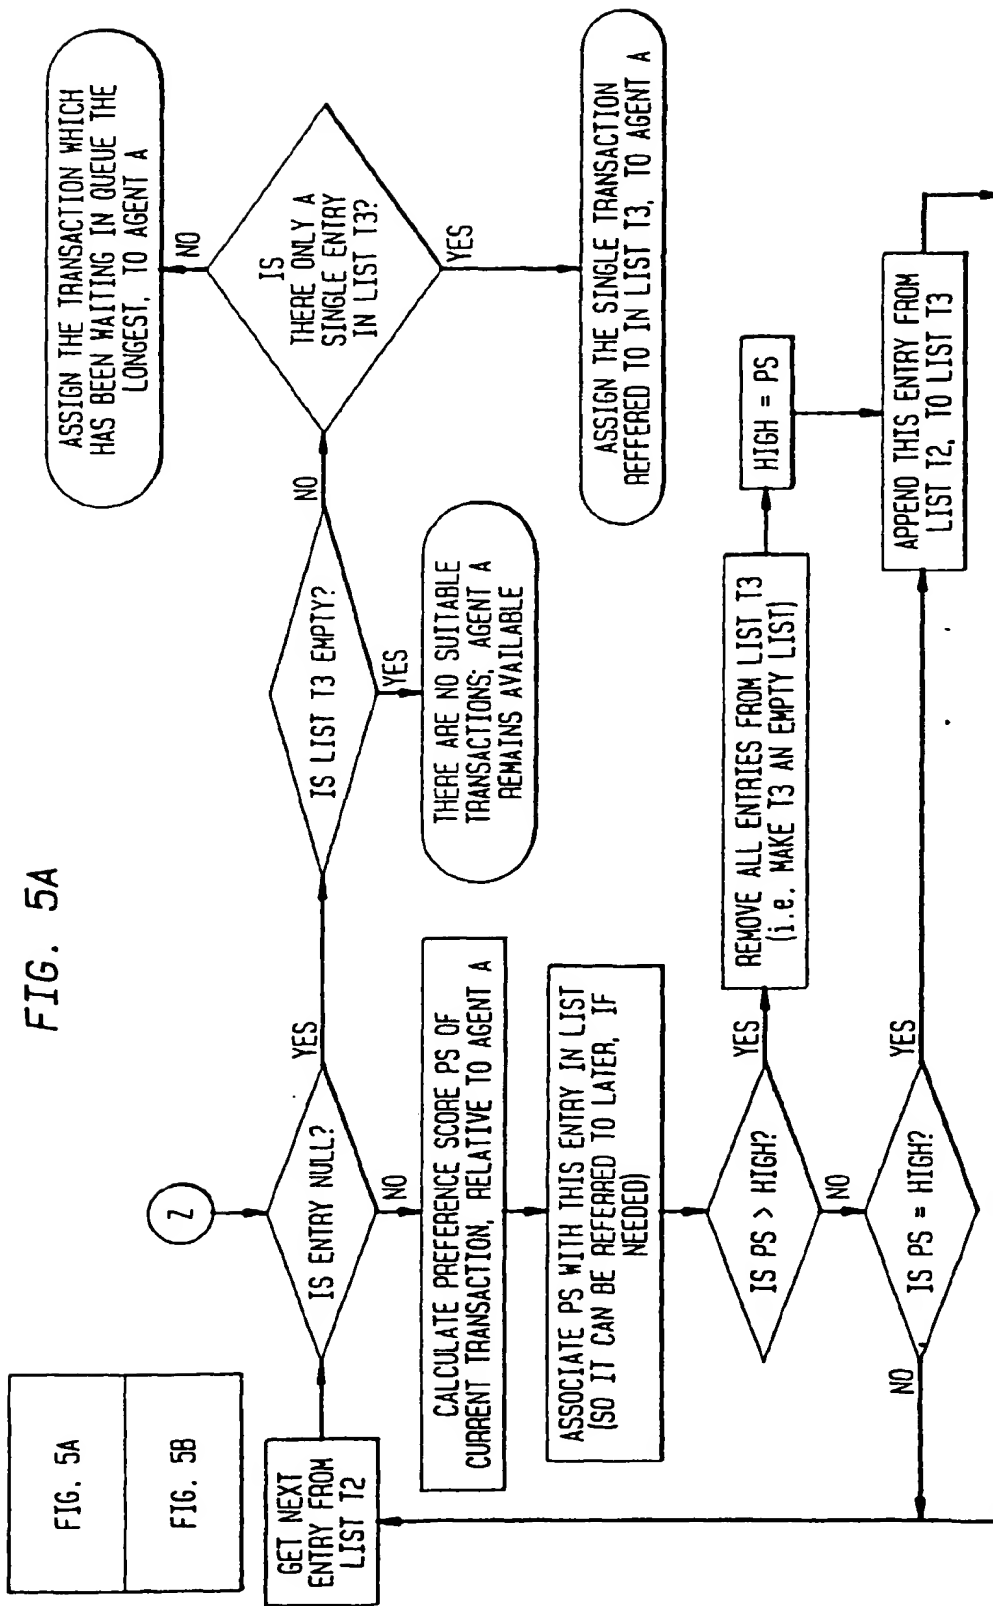 FIG. 5A
FIG. 5A
FIG. 5B
Z
GET NEXT
ENTRY FROM
LIST T2
IS ENTRY NULL?
YES
NO
IS LIST T3 EMPTY?
NO
YES
THERE ARE NO SUITABLE
TRANSACTIONS; AGENT A
REMAINS AVAILABLE
IS
THERE ONLY A
SINGLE ENTRY
IN LIST T3?
NO
YES
ASSIGN THE TRANSACTION WHICH
HAS BEEN WAITING IN QUEUE THE
LONGEST, TO AGENT A
ASSIGN THE SINGLE TRANSACTION
REFFERED TO IN LIST T3, TO AGENT A
CALCULATE PREFERENCE SCORE PS OF
CURRENT TRANSACTION, RELATIVE TO AGENT A
ASSOCIATE PS WITH THIS ENTRY IN LIST
(SO IT CAN BE REFERRED TO LATER, IF
NEEDED)
IS PS > HIGH?
YES
NO
REMOVE ALL ENTRIES FROM LIST T3
(i.e. MAKE T3 AN EMPTY LIST)
HIGH = PS
IS PS = HIGH?
YES
NO
APPEND THIS ENTRY FROM
LIST T2, TO LIST T3